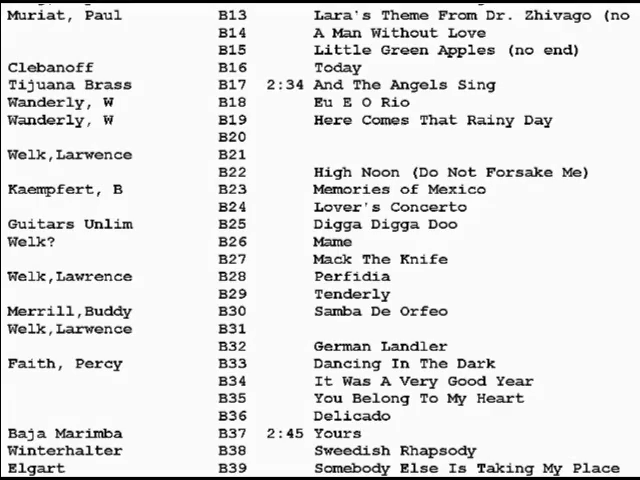 Muriat, Paul B13 Lara's Theme From Dr. Zhivago (no
B14 A Man Without Love
B15 Little Green Apples (no end)
Clebanoff B16 Today
Tijuana Brass B17 2:34 And The Angels Sing
Wanderly, W B18 Eu E O Rio
Wanderly, W B19 Here Comes That Rainy Day
B20
Welk,Larwence B21
B22 High Noon (Do Not Forsake Me)
Kaempfert, B B23 Memories of Mexico
B24 Lover's Concerto
Guitars Unlim B25 Digga Digga Doo
Welk? B26 Mame
B27 Mack The Knife
Welk,Lawrence B28 Perfidia
B29 Tenderly
Merrill,Buddy B30 Samba De Orfeo
Welk,Larwence B31
B32 German Landler
Faith, Percy B33 Dancing In The Dark
B34 It Was A Very Good Year
B35 You Belong To My Heart
B36 Delicado
Baja Marimba B37 2:45 Yours
Winterhalter B38 Sweedish Rhapsody
Elgart B39 Somebody Else Is Taking My Place